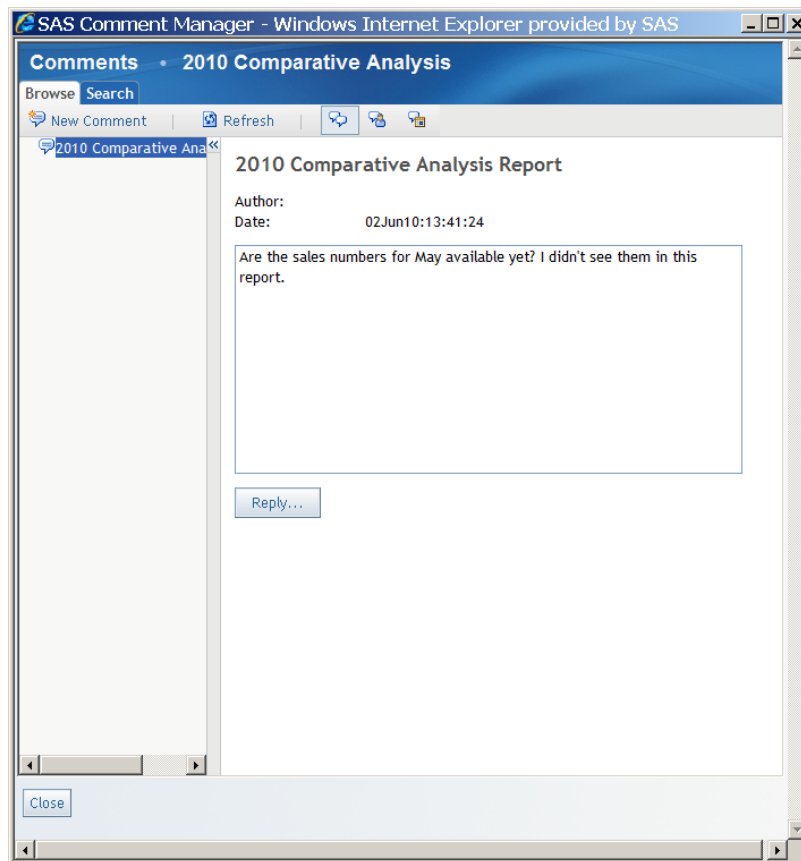 SAS Comment Manager - Windows Internet Explorer provided by SAS
Comments • 2010 Comparative Analysis
Browse Search
New Comment | Refresh |
2010 Comparative Ana
2010 Comparative Analysis Report
Author:
Date: 02Jun10:13:41:24
Are the sales numbers for May available yet? I didn't see them in this
report.
Reply...
Close